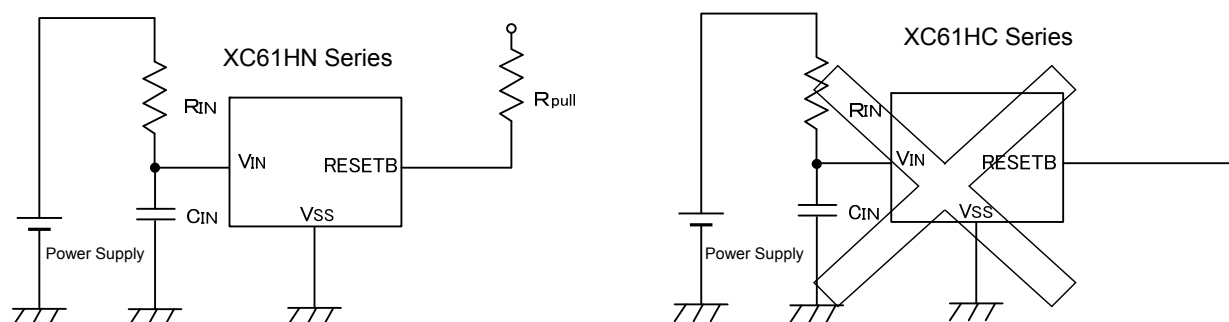 XC61HN Series
RIN
Rpull
VIN
RESETB
CIN
VSS
Power Supply
XC61HC Series
RIN
VIN
RESETB
CIN
VSS
Power Supply